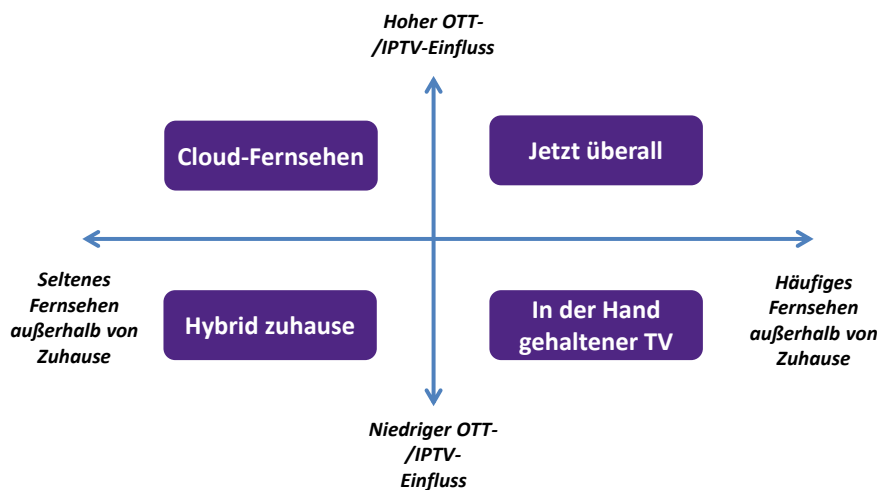 Hoher OTT-
/IPTV-Einfluss
Cloud-Fernsehen
Jetzt überall
Seltenes
Fernsehen
außerhalb von
Zuhause
Häufiges
Fernsehen
außerhalb von
Zuhause
Hybrid zuhause
In der Hand
gehaltener TV
Niedriger OTT-
/IPTV-
Einfluss